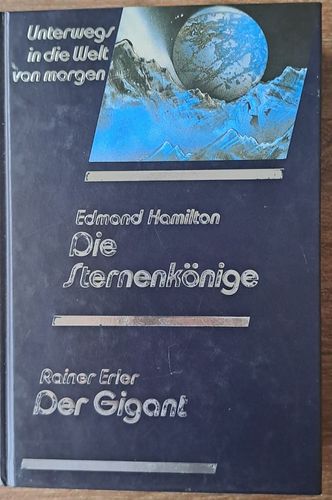 Unterwegs
in die Welt
von morgen
Edmond Hamilton
Die
Sternenkönige
Rainer Erler
Der Gigant